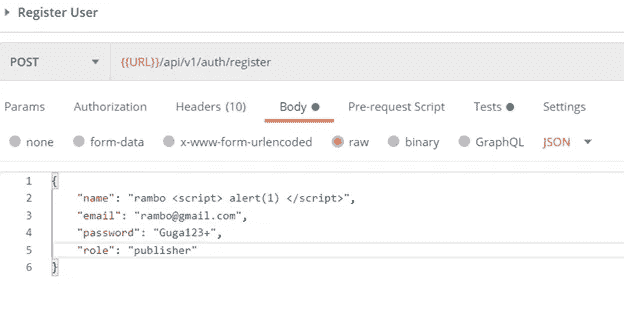 Register User
POST {{URL}}/api/v1/auth/register
Params Authorization Headers (10) Body Pre-request Script Tests Settings
none form-data x-www-form-urlencoded raw binary GraphQL JSON
1 {
2 "name": "rambo <script> alert(1) </script>",
3 "email": "rambo@gmail.com",
4 "password": "Guga123+",
5 "role": "publisher"
6 }